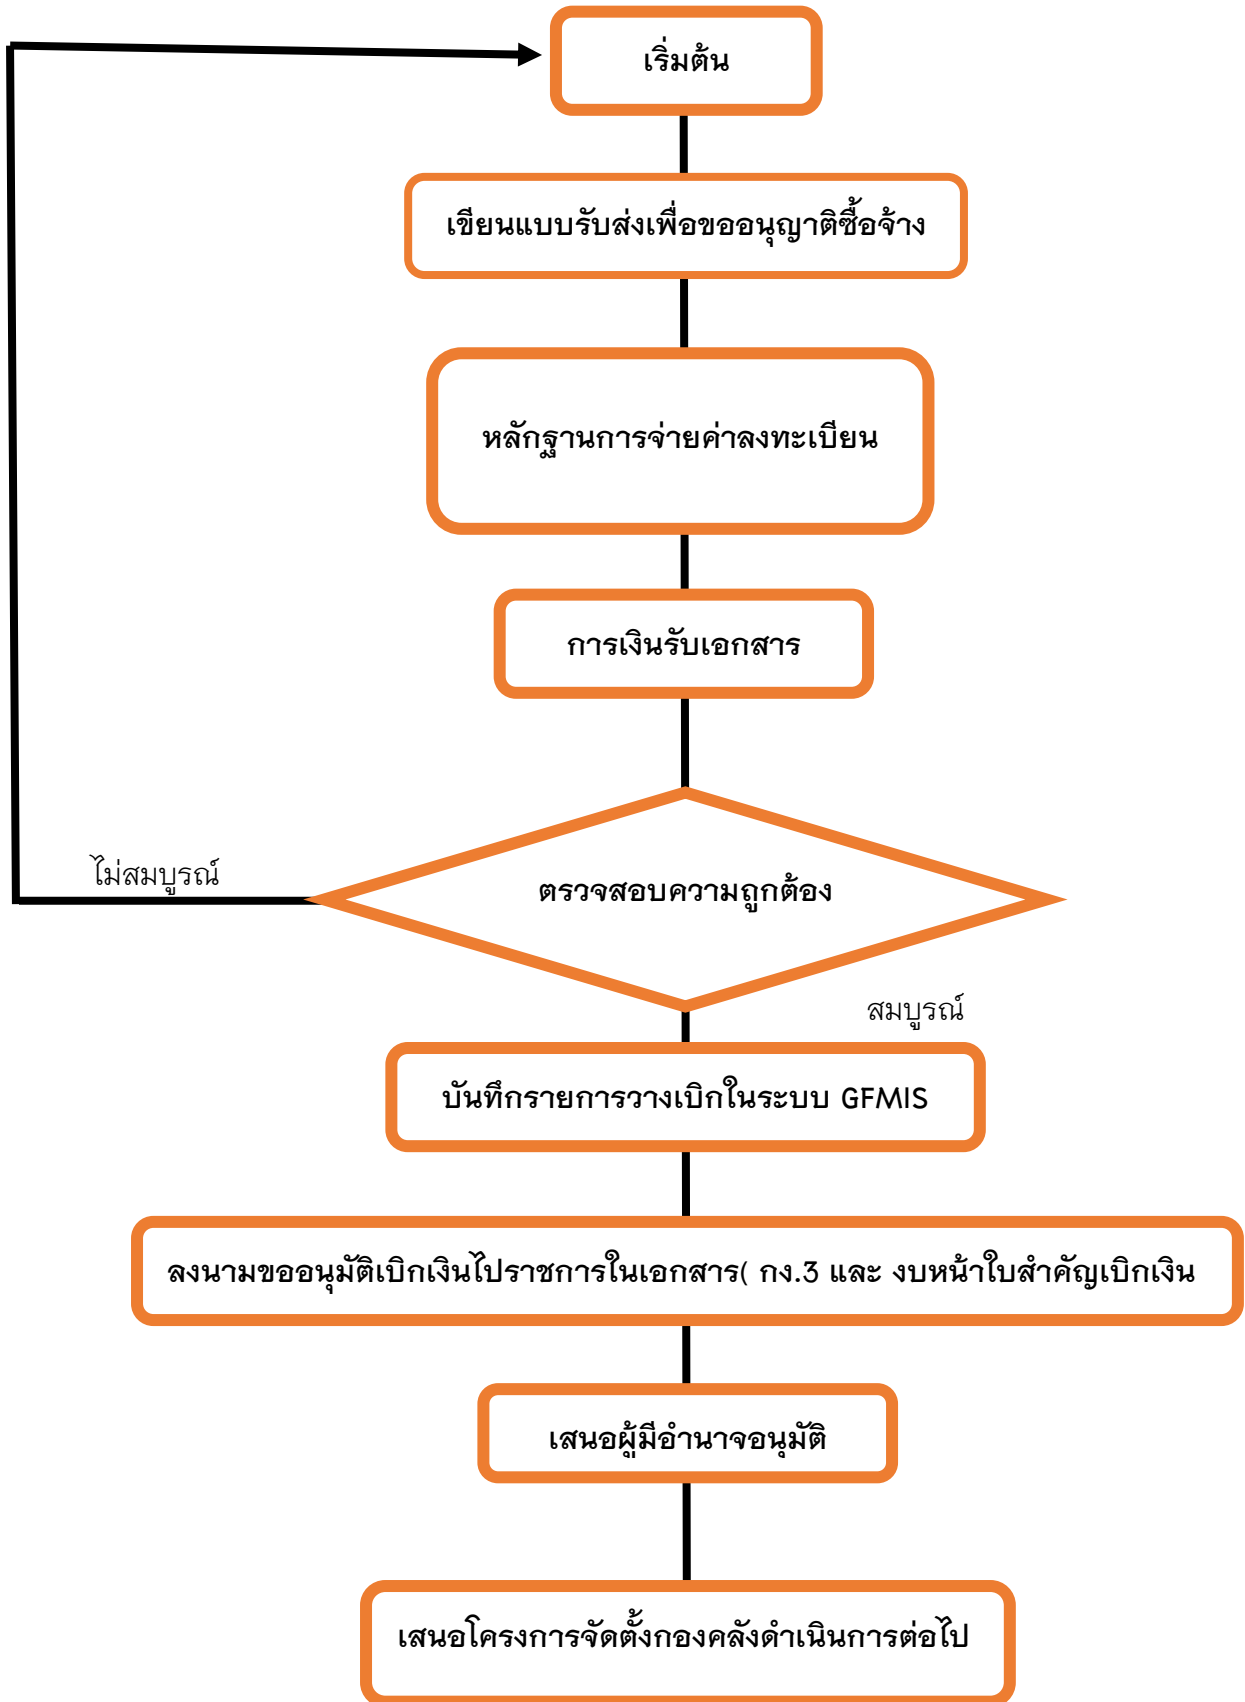 เริ่มต้น
เขียนแบบรับส่งเพื่อขออนุญาติซื้อจ้าง
หลักฐานการจ่ายค่าลงทะเบียน
การเงินรับเอกสาร
ไม่สมบูรณ์
ตรวจสอบความถูกต้อง
สมบูรณ์
บันทึกรายการวางเบิกในระบบ GFMIS
ลงนามขออนุมัติเบิกเงินไปราชการในเอกสาร( กง.3 และ งบหน้าใบสำคัญเบิกเงิน
เสนอผู้มีอำนาจอนุมัติ
เสนอโครงการจัดตั้งกองคลังดำเนินการต่อไป